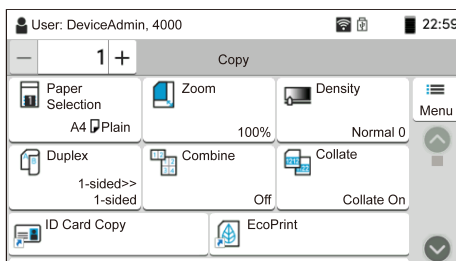 User: DeviceAdmin, 4000
22:59
1
Copy
Paper
Selection
A4 Plain
Zoom
100%
Density
Normal 0
Menu
Duplex
1-sided>>
1-sided
Combine
Off
Collate
Collate On
ID Card Copy
EcoPrint